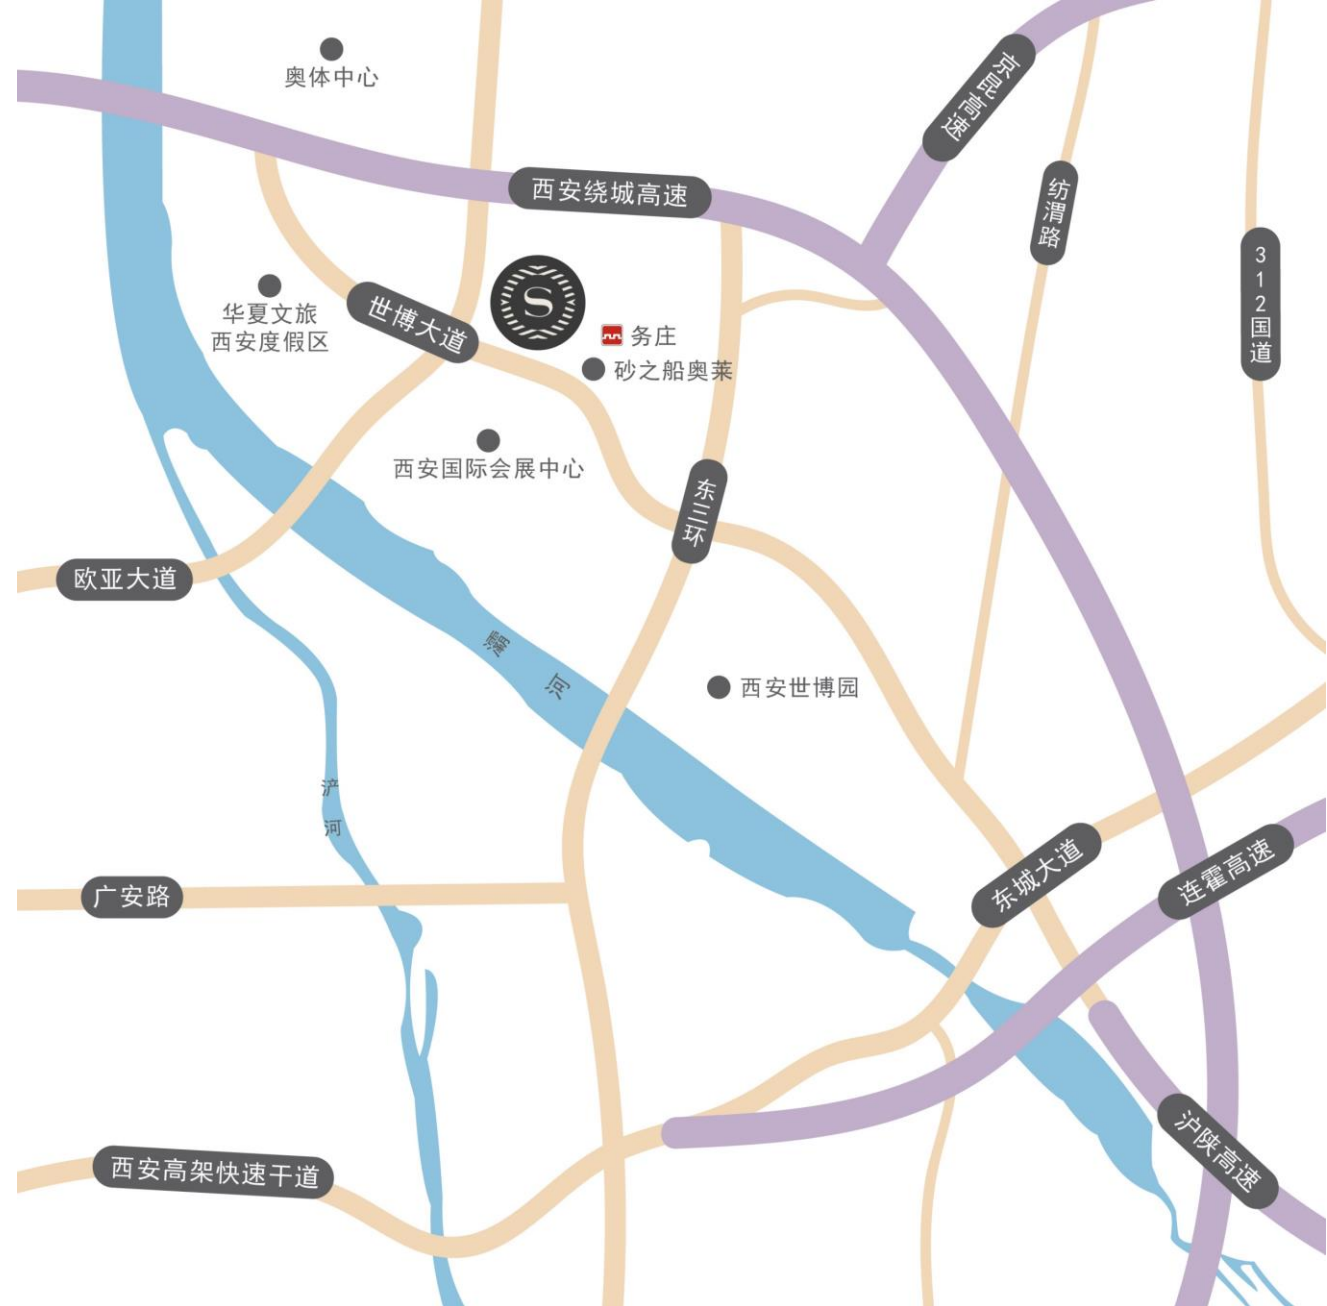 奥体中心
京昆高速
西安绕城高速
纺渭路
312国道
华夏文旅
西安度假区
世博大道
S
务庄
砂之船奥莱
西安国际会展中心
东三环
欧亚大道
灞河
西安世博园
浐河
广安路
东城大道
连霍高速
西安高架快速干道
沪陕高速